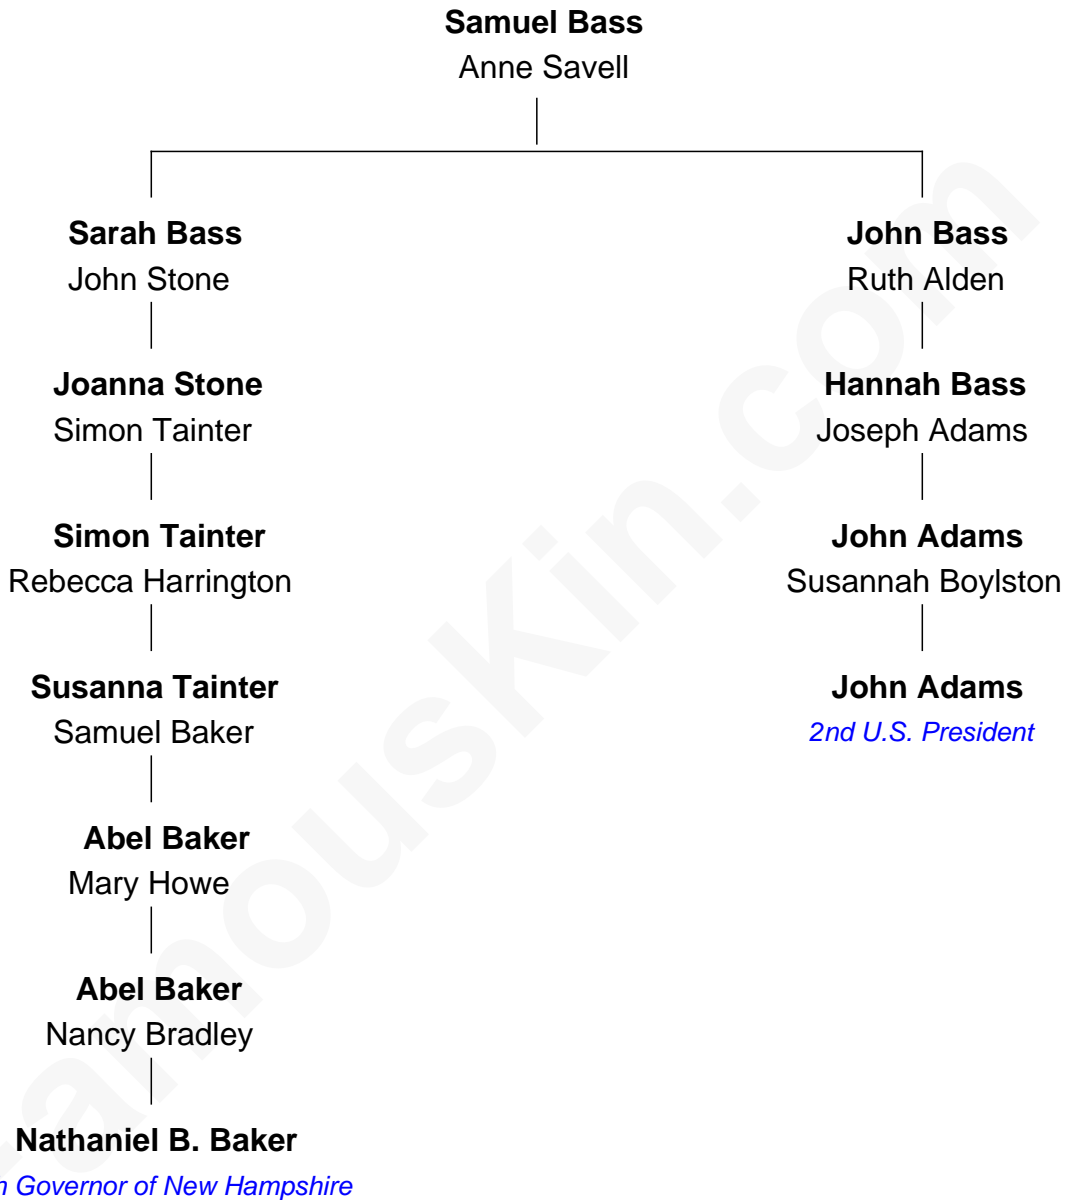 Samuel Bass
Anne Savell
Sarah Bass
John Stone
Joanna Stone
Simon Tainter
Simon Tainter
Rebecca Harrington
Susanna Tainter
Samuel Baker
Abel Baker
Mary Howe
Abel Baker
Nancy Bradley
Nathaniel B. Baker
Governor of New Hampshire
John Bass
Ruth Alden
Hannah Bass
Joseph Adams
John Adams
Susannah Boylston
John Adams
2nd U.S. President
amouskin.com